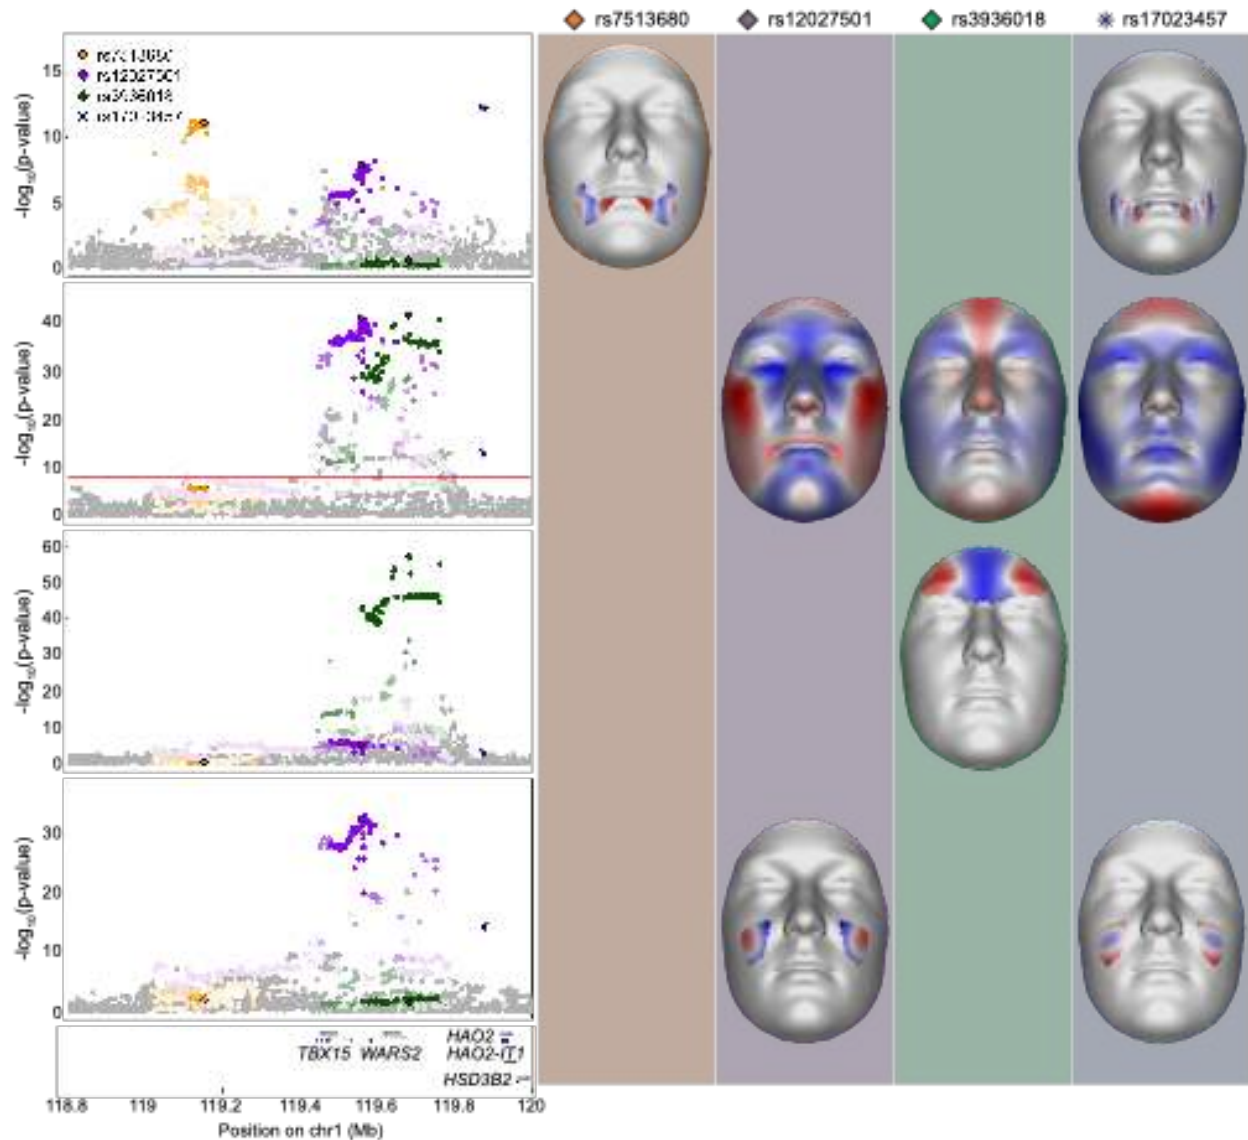 rs7513680
rs12027501
rs3936018
rs17023457
-log10(p-value)
15
10
5
0
-log10(p-value)
40
30
20
10
0
-log10(p-value)
60
50
40
30
20
10
0
-log10(p-value)
30
20
10
0
HAO2
TBX15 WARS2 HAO2-IT1
HSD3B2
118.8 119 119.2 119.4 119.6 119.8 120
Position on chr1 (Mb)